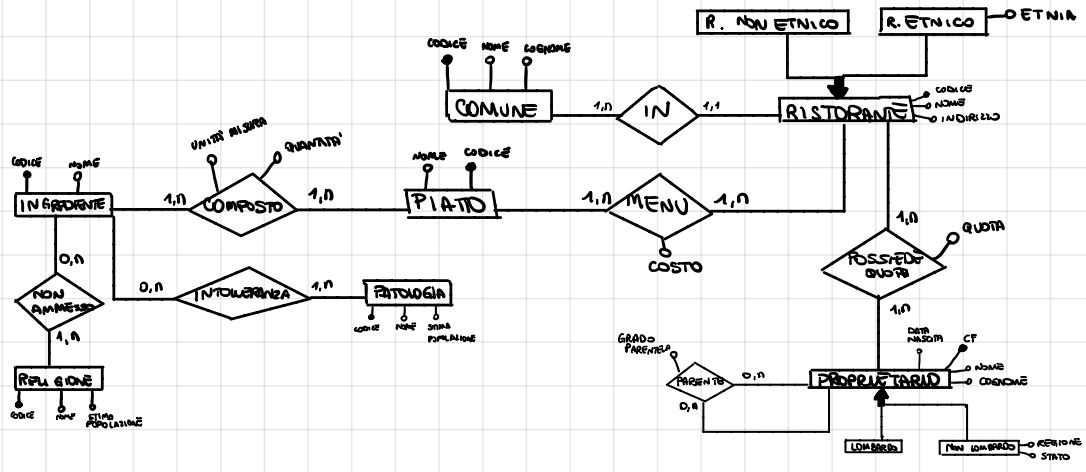 R. NON ETNICO
R. ETNICO
ETNIA
CODICE
NOME
COGNOME
COMUNE
1,n
IN
1,1
RISTORANTE
CODICE
NOME
INDIRIZZO
UNITÀ MISURA
QUANTITA'
CODICE
NOME
INGREDIENTE
1,n
COMPOSTO
1,n
NOME
CODICE
PIATTO
1,n
MENU
1,n
COSTO
1,n
QUOTA
POSSIEDE
QUOTA
1,n
0,n
NON
AMMESSO
1,n
0,n
INTOLLERANZA
1,n
PATOLOGIA
CODICE
NOME
STIMA
POPOLAZIONE
RELIGIONE
CODICE
NOME
STIMA
POPOLAZIONE
GRADO
PARENTELA
PARENTE
0,n
0,n
DATA
NASCITA
CF
NOME
COGNOME
PROPRIETARIO
LOMBARDO
NON LOMBARDO
REGIONE
STATO